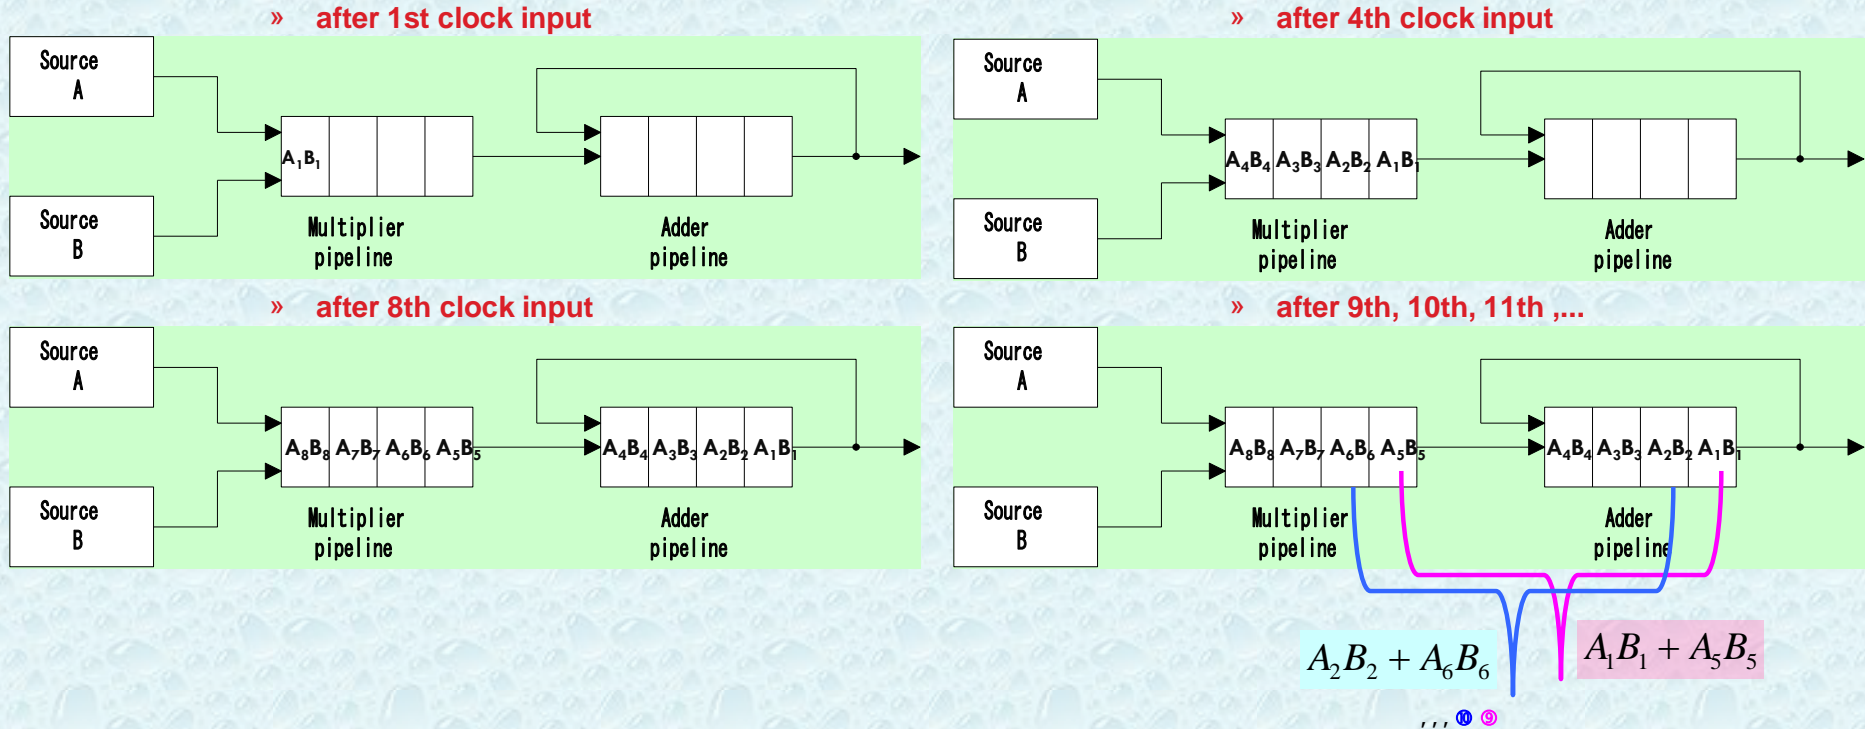 » after 1st clock input
Source
A
A₁B₁
Source
B
Multiplier
pipeline
Adder
pipeline
» after 4th clock input
Source
A
A₄B₄ A₃B₃ A₂B₂ A₁B₁
Source
B
Multiplier
pipeline
Adder
pipeline
» after 8th clock input
Source
A
A₈B₈ A₇B₇ A₆B₆ A₅B₅
A₄B₄ A₃B₃ A₂B₂ A₁B₁
Source
B
Multiplier
pipeline
Adder
pipeline
» after 9th, 10th, 11th ,...
Source
A
A₈B₈ A₇B₇ A₆B₆ A₅B₅
A₄B₄ A₃B₃ A₂B₂ A₁B₁
Source
B
Multiplier
pipeline
Adder
pipeline
A₂B₂ + A₆B₆
A₁B₁ + A₅B₅
, , , ⑩ ⑨